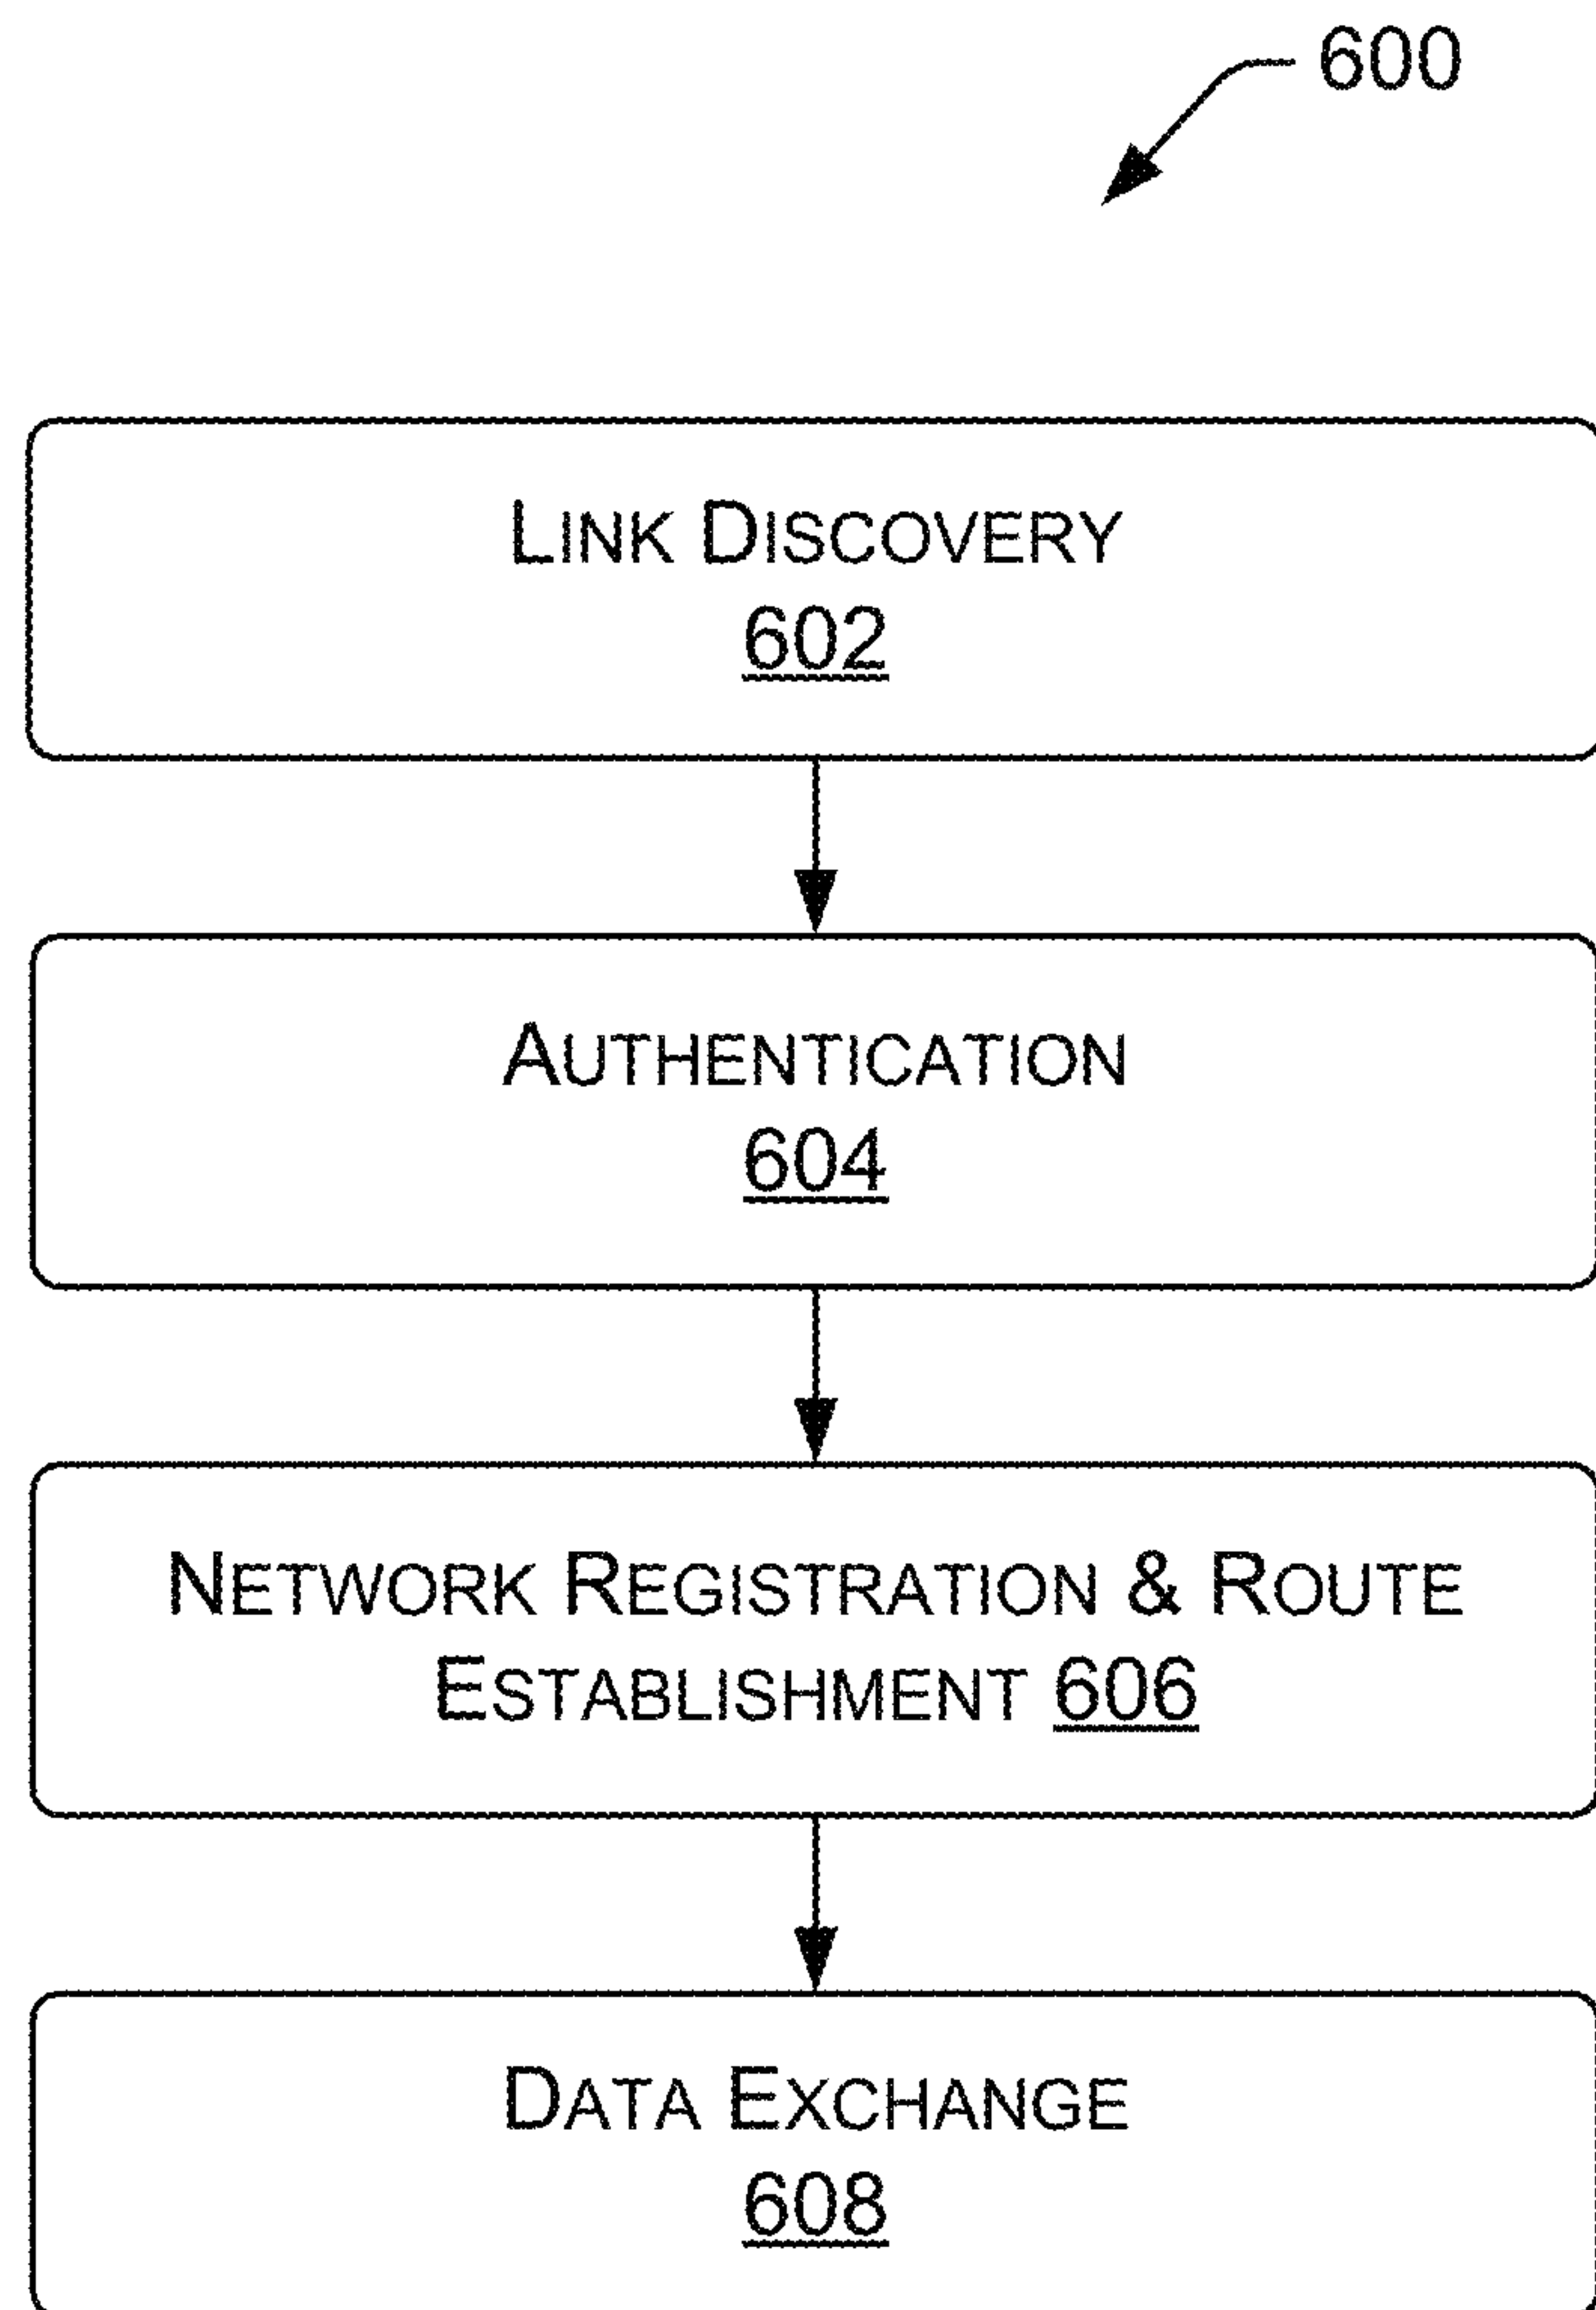 600
LINK DISCOVERY
602
AUTHENTICATION
604
NETWORK REGISTRATION & ROUTE
ESTABLISHMENT 606
DATA EXCHANGE
608